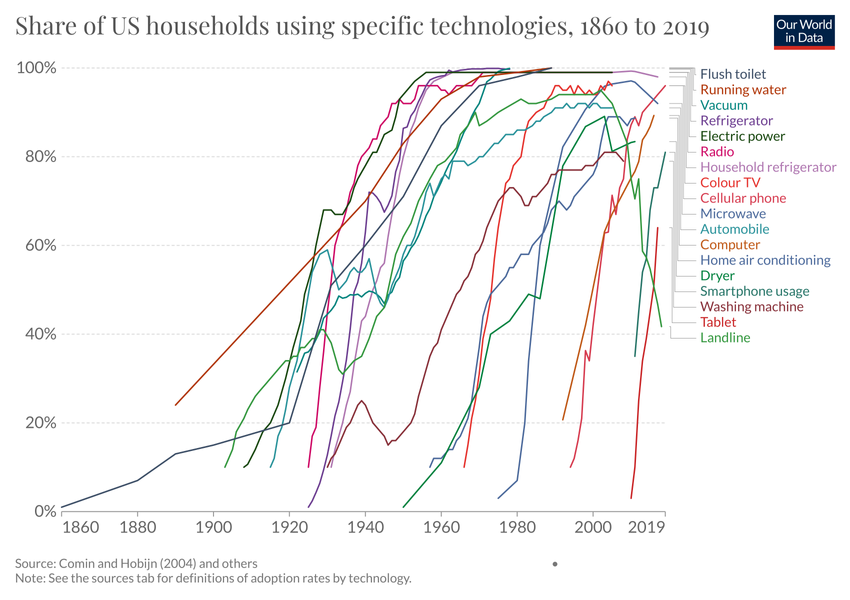 Share of US households using specific technologies, 1860 to 2019
Our World
in Data
100%
80%
60%
40%
20%
0%
1860
1880
1900
1920
1940
1960
1980
2000
2019
Flush toilet
Running water
Vacuum
Refrigerator
Electric power
Radio
Household refrigerator
Colour TV
Cellular phone
Microwave
Automobile
Computer
Home air conditioning
Dryer
Smartphone usage
Washing machine
Tablet
Landline
Source: Comin and Hobijn (2004) and others
Note: See the sources tab for definitions of adoption rates by technology.